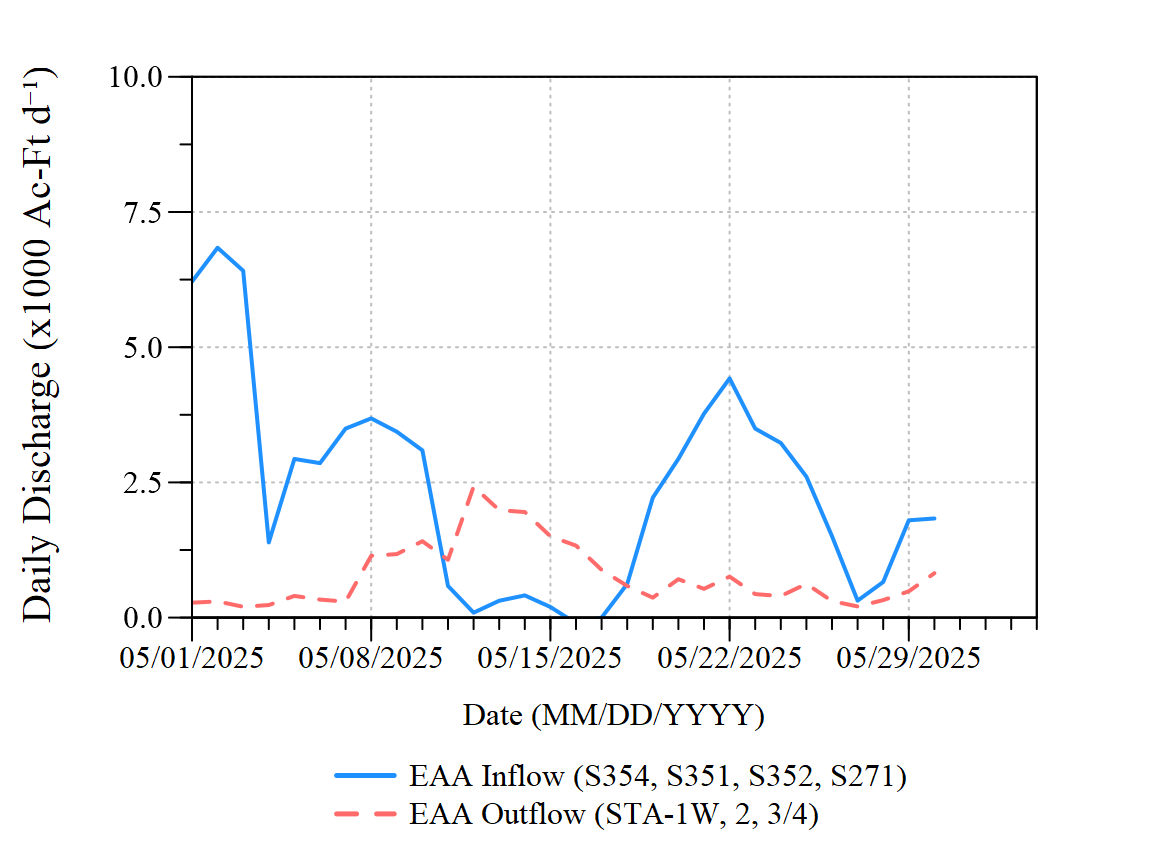 Daily Discharge (x1000 Ac-Ft d⁻¹)
10.0
7.5
5.0
2.5
0.0
05/01/2025 05/08/2025 05/15/2025 05/22/2025 05/29/2025
Date (MM/DD/YYYY)
EAA Inflow (S354, S351, S352, S271)
EAA Outflow (STA-1W, 2, 3/4)